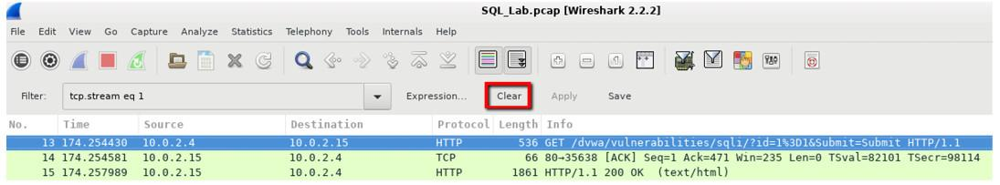 SQL_Lab.pcap [Wireshark 2.2.2]
File Edit View Go Capture Analyze Statistics Telephony Tools Internals Help
Filter: tcp.stream eq 1 Expression... Clear Apply Save
No. Time Source Destination Protocol Length Info
13 174.254430 10.0.2.4 10.0.2.15 HTTP 536 GET /dvwa/vulnerabilities/sqli/?id=1%3D1&Submit=Submit HTTP/1.1
14 174.254581 10.0.2.15 10.0.2.4 TCP 66 80→35638 [ACK] Seq=1 Ack=471 Win=235 Len=0 TSval=82101 TSecr=98114
15 174.257989 10.0.2.15 10.0.2.4 HTTP 1861 HTTP/1.1 200 OK (text/html)